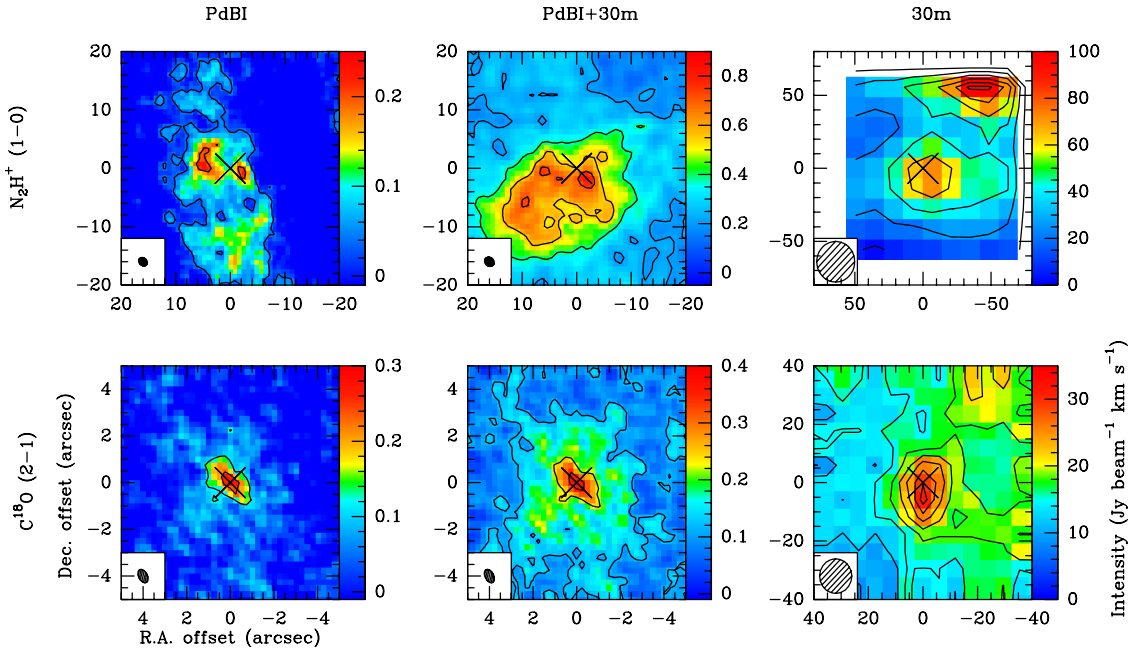 PdBI PdBI+30m 30m
N₂H⁺ (1−0)
20 10 0 −10 −20
20 10 0 −10 −20
0.2 0.1 0
20 10 0 −10 −20
20 10 0 −10 −20
0.8 0.6 0.4 0.2 0
50 0 −50
50 0 −50
100 80 60 40 20 0
C¹⁸O (2−1)
Dec. offset (arcsec)
4 2 0 −2 −4
4 2 0 −2 −4
R.A. offset (arcsec)
0.3 0.2 0.1 0
4 2 0 −2 −4
4 2 0 −2 −4
0.4 0.3 0.2 0.1 0
40 20 0 −20 −40
40 20 0 −20 −40
30 20 10 0
Intensity (Jy beam⁻¹ km s⁻¹)